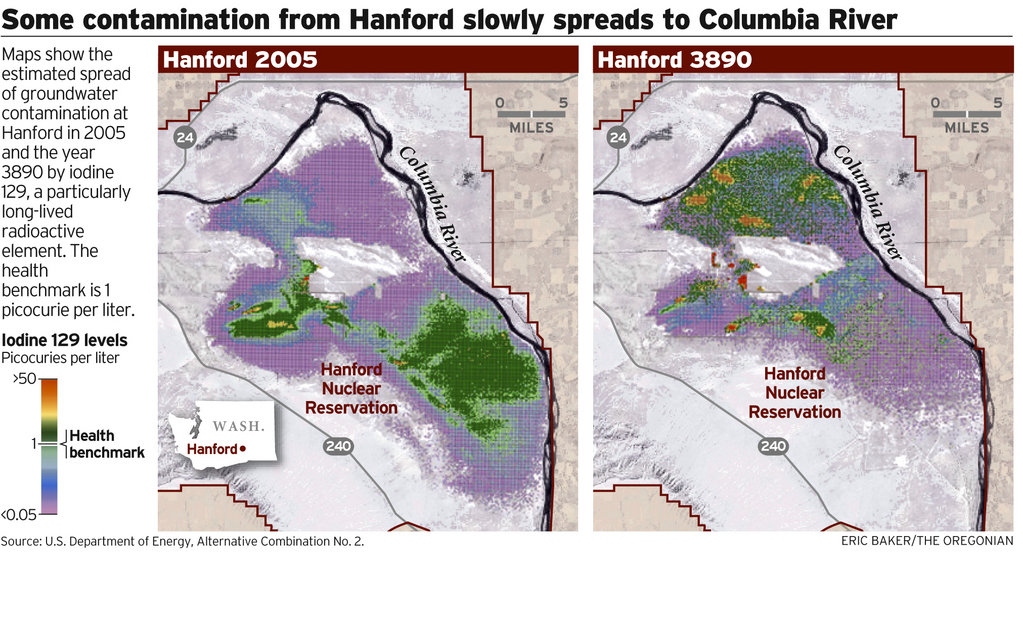 Some contamination from Hanford slowly spreads to Columbia River
Maps show the
estimated spread
of groundwater
contamination at
Hanford in 2005
and the year
3890 by iodine
129, a particularly
long-lived
radioactive
element. The
health
benchmark is 1
picocurie per liter.
Iodine 129 levels
Picocuries per liter
>50
1
Health
benchmark
<0.05
Hanford 2005
0 5
MILES
24
Columbia River
Hanford
Nuclear
Reservation
WASH.
Hanford
240
Hanford 3890
0 5
MILES
24
Columbia River
Hanford
Nuclear
Reservation
240
Source: U.S. Department of Energy, Alternative Combination No. 2.
ERIC BAKER/THE OREGONIAN